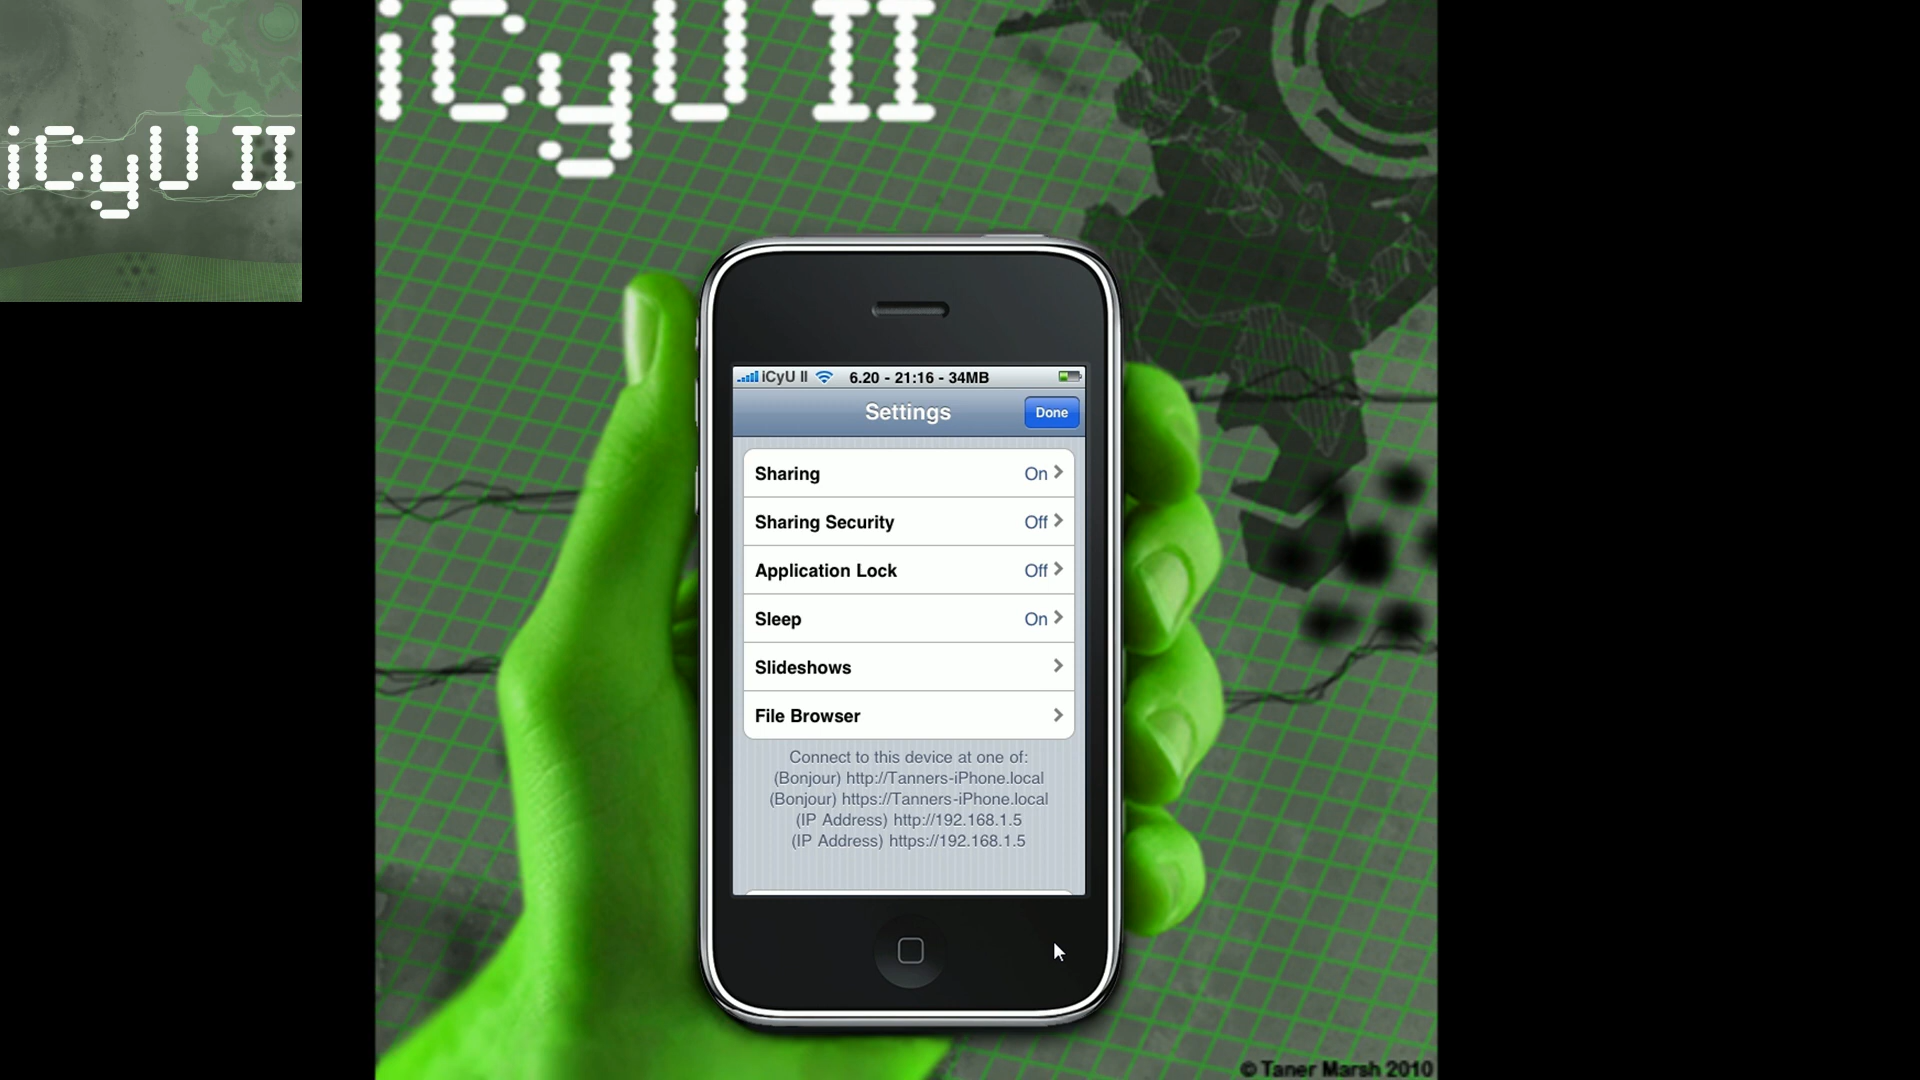 iCyU II
iCyU II
iCyU II 6.20 - 21:16 - 34MB
Settings Done
Sharing On
Sharing Security Off
Application Lock Off
Sleep On
Slideshows
File Browser
Connect to this device at one of:
(Bonjour) http://Tanners-iPhone.local
(Bonjour) https://Tanners-iPhone.local
(IP Address) http://192.168.1.5
(IP Address) https://192.168.1.5
© Taner Marsh 2010